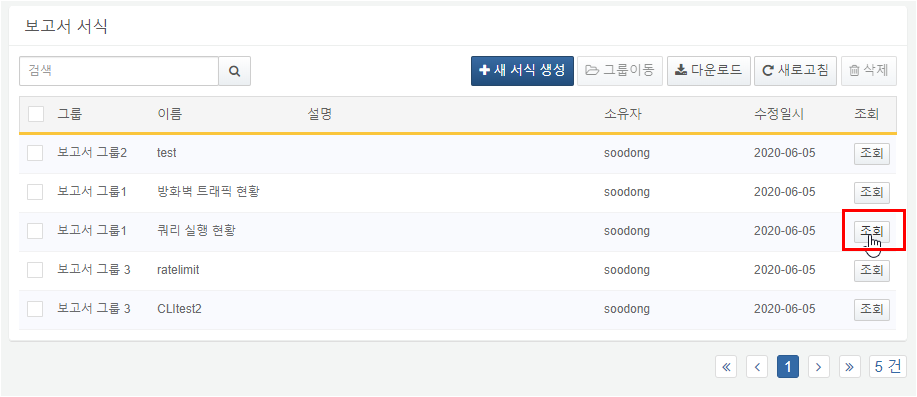 보고서 서식
검색 새 서식 생성 그룹이동 다운로드 새로고침 삭제
그룹 이름 설명 소유자 수정일시 조회
보고서 그룹2 test soodong 2020-06-05 조회
보고서 그룹1 방화벽 트래픽 현황 soodong 2020-06-05 조회
보고서 그룹1 쿼리 실행 현황 soodong 2020-06-05 조회
보고서 그룹 3 ratelimit soodong 2020-06-05 조회
보고서 그룹 3 CLItest2 soodong 2020-06-05 조회
« ‹ 1 › » 5 건